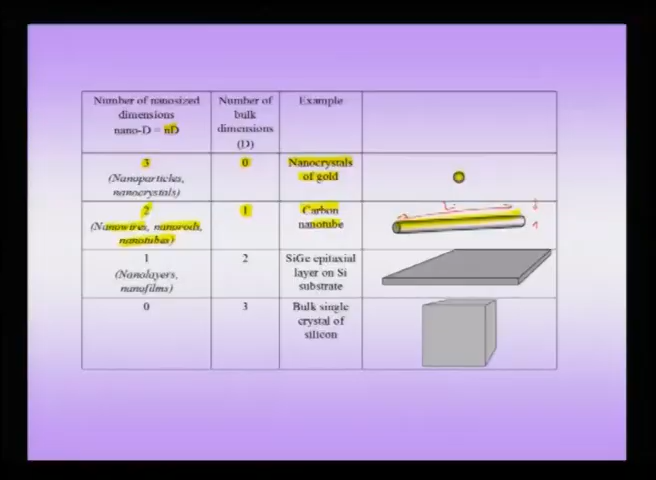 Number of nanosized
dimensions
nano-D = nD
Number of
bulk
dimensions
(D)
Example
3
(Nanoparticles,
nanocrystals)
0
Nanocrystals
of gold
2
(Nanowires, nanorods,
nanotubes)
1
Carbon
nanotube
L
1
(Nanolayers,
nanofilms)
2
SiGe epitaxial
layer on Si
substrate
0
3
Bulk single
crystal of
silicon